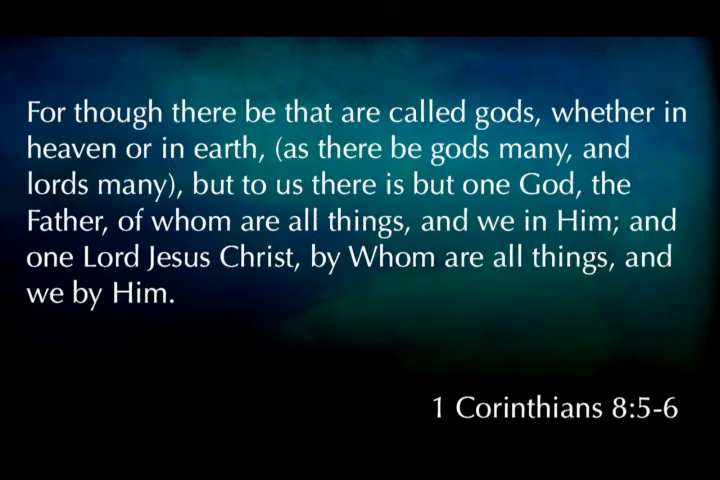 For though there be that are called gods, whether in
heaven or in earth, (as there be gods many, and
lords many), but to us there is but one God, the
Father, of whom are all things, and we in Him; and
one Lord Jesus Christ, by Whom are all things, and
we by Him.
1 Corinthians 8:5-6